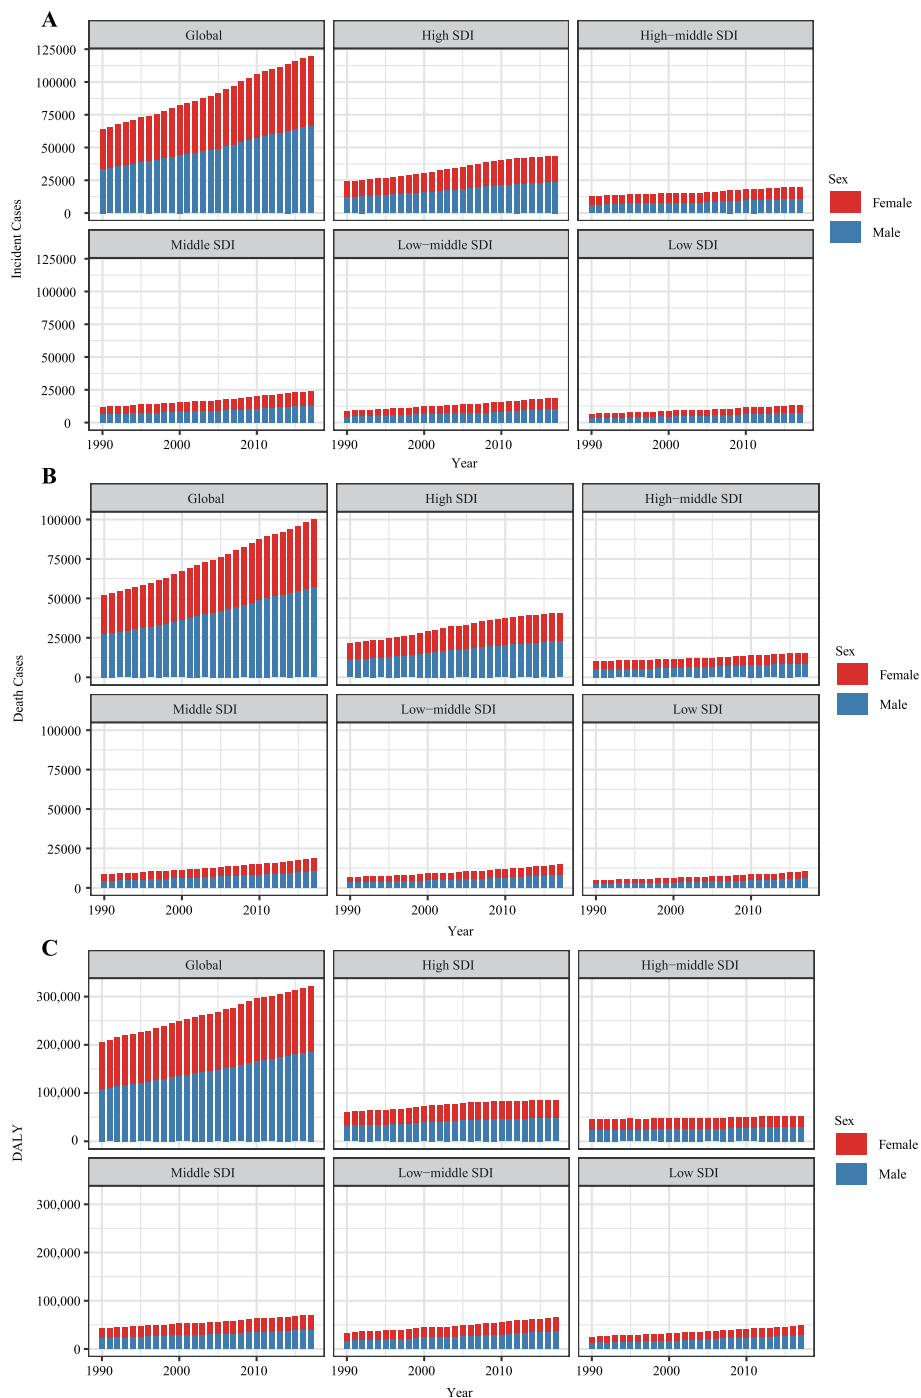 A
Global
High SDI
High−middle SDI
125000
100000
75000
50000
25000
0
Middle SDI
Low−middle SDI
Low SDI
125000
100000
75000
50000
25000
0
1990
2000
2010
1990
2000
2010
1990
2000
2010
Year
Incident Cases
Sex
Female
Male
B
Global
High SDI
High−middle SDI
100000
75000
50000
25000
0
Middle SDI
Low−middle SDI
Low SDI
100000
75000
50000
25000
0
1990
2000
2010
1990
2000
2010
1990
2000
2010
Year
Death Cases
Sex
Female
Male
C
Global
High SDI
High−middle SDI
300,000
200,000
100,000
0
Middle SDI
Low−middle SDI
Low SDI
300,000
200,000
100,000
0
1990
2000
2010
1990
2000
2010
1990
2000
2010
Year
DALY
Sex
Female
Male